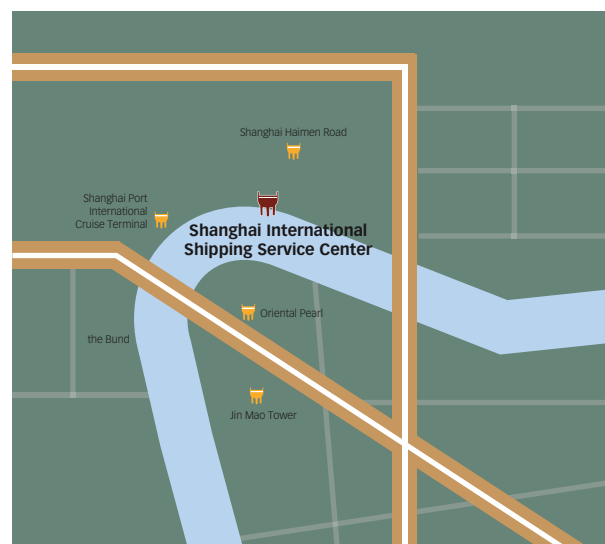 Shanghai Haimen Road
Shanghai Port
International
Cruise Terminal
Shanghai International
Shipping Service Center
Oriental Pearl
the Bund
Jin Mao Tower